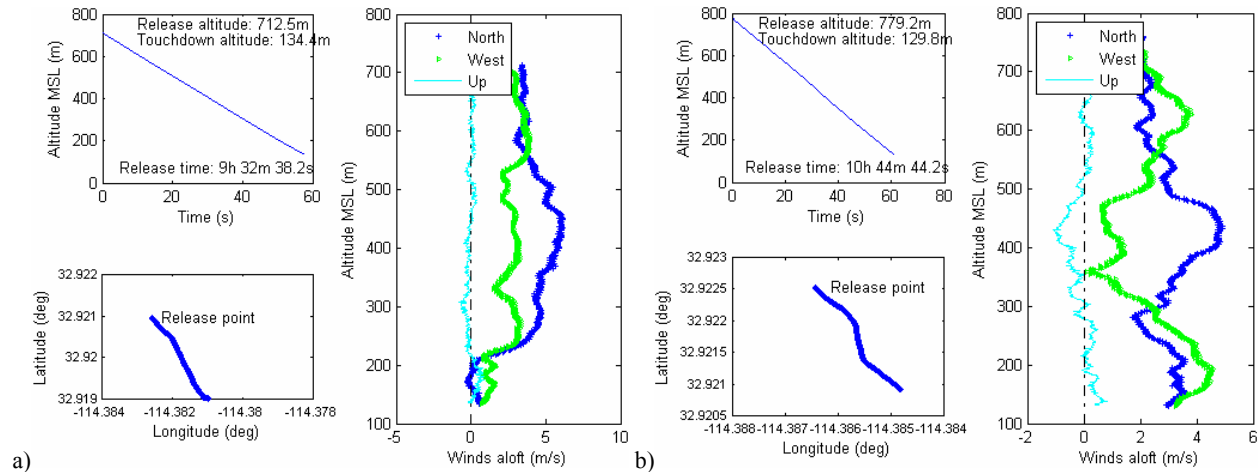 a)
Release altitude: 712.5m
Touchdown altitude: 134.4m
Release time: 9h 32m 38.2s
Altitude MSL (m)
800
600
400
200
0
0 20 40 60
Time (s)
Release point
Latitude (deg)
32.922
32.921
32.92
32.919
-114.384 -114.382 -114.38 -114.378
Longitude (deg)
North
West
Up
Altitude MSL (m)
800
700
600
500
400
300
200
100
-5 0 5 10
Winds aloft (m/s)
b)
Release altitude: 779.2m
Touchdown altitude: 129.8m
Release time: 10h 44m 44.2s
Altitude MSL (m)
800
600
400
200
0
0 20 40 60 80
Time (s)
Release point
Latitude (deg)
32.923
32.9225
32.922
32.9215
32.921
32.9205
-114.388 -114.387 -114.386 -114.385 -114.384
Longitude (deg)
North
West
Up
Altitude MSL (m)
800
700
600
500
400
300
200
100
-2 0 2 4 6
Winds aloft (m/s)